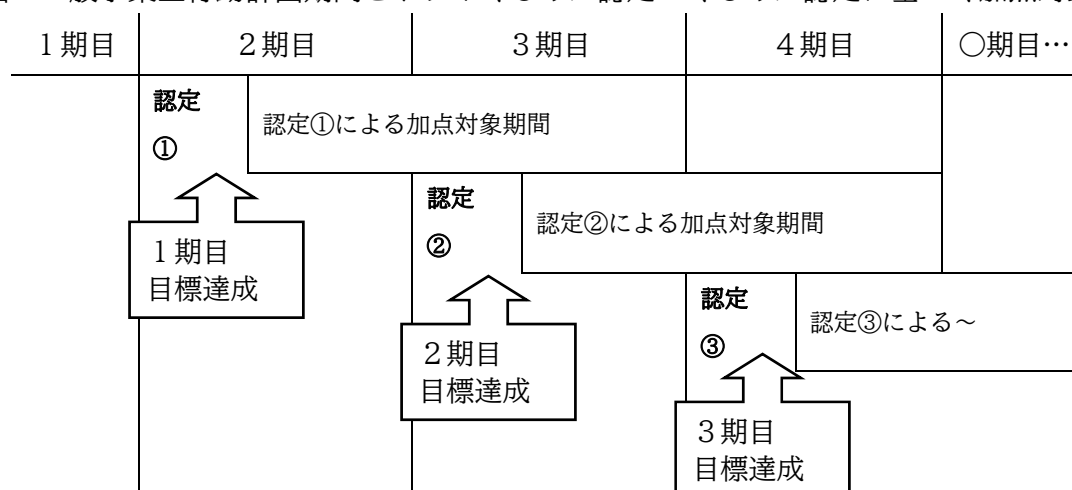 1期目 2期目 3期目 4期目 ○期目…
認定
①
認定①による加点対象期間
認定
②
認定②による加点対象期間
1期目
目標達成
認定
③
認定③による~
2期目
目標達成
3期目
目標達成